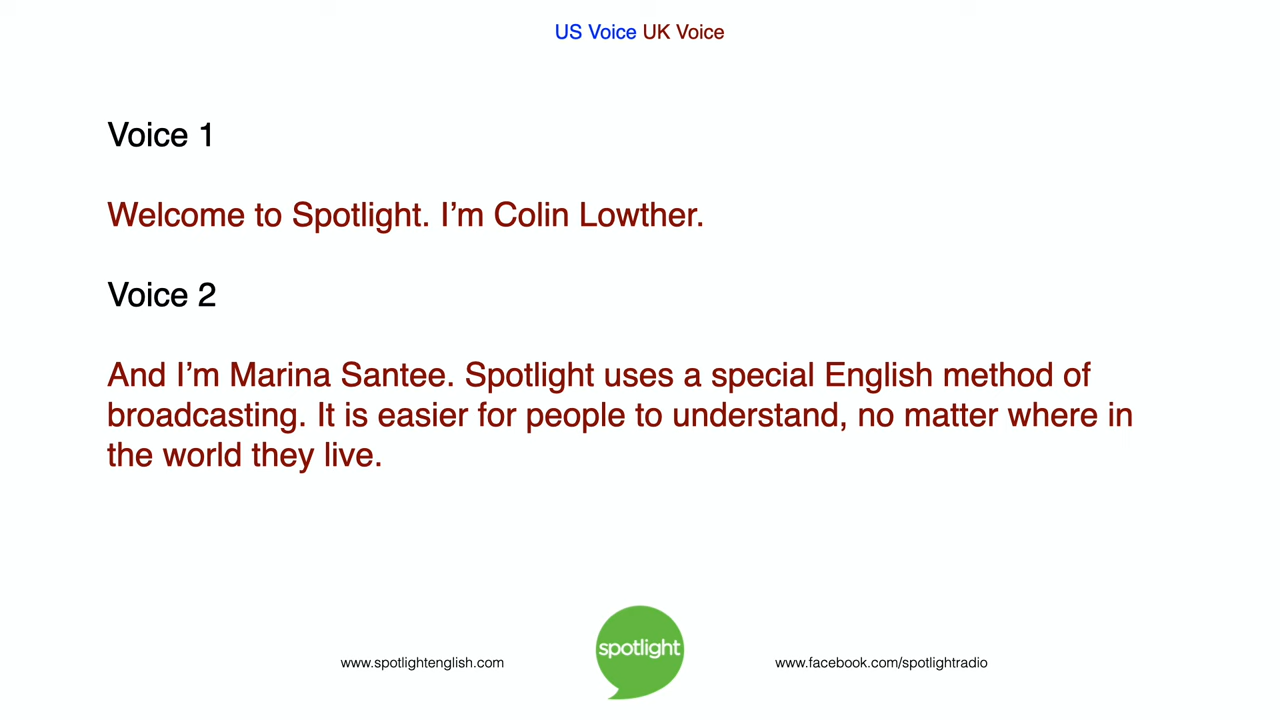 US Voice UK Voice
Voice 1
Welcome to Spotlight. I’m Colin Lowther.
Voice 2
And I’m Marina Santee. Spotlight uses a special English method of
broadcasting. It is easier for people to understand, no matter where in
the world they live.
spotlight
www.spotlightenglish.com
www.facebook.com/spotlightradio